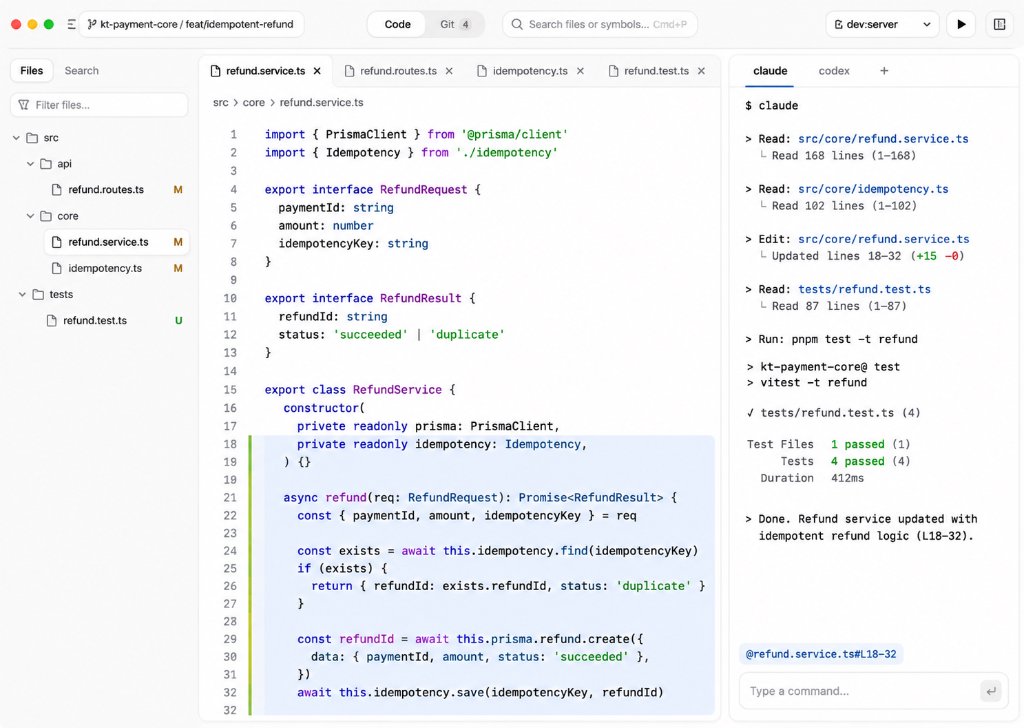 kt-payment-core / feat/idempotent-refund
Code
Git 4
Search files or symbols... Cmd+P
dev:server
Files
Search
Filter files...
src
api
refund.routes.ts M
core
refund.service.ts M
idempotency.ts M
tests
refund.test.ts U
refund.service.ts ×
refund.routes.ts ×
idempotency.ts ×
refund.test.ts ×
src > core > refund.service.ts
1 import { PrismaClient } from '@prisma/client'
2 import { Idempotency } from './idempotency'
3
4 export interface RefundRequest {
5 paymentId: string
6 amount: number
7 idempotencyKey: string
8 }
9
10 export interface RefundResult {
11 refundId: string
12 status: 'succeeded' | 'duplicate'
13 }
14
15 export class RefundService {
16 constructor(
17 private readonly prisma: PrismaClient,
18 private readonly idempotency: Idempotency,
19 ) {}
19
21 async refund(req: RefundRequest): Promise<RefundResult> {
22 const { paymentId, amount, idempotencyKey } = req
23
24 const exists = await this.idempotency.find(idempotencyKey)
25 if (exists) {
26 return { refundId: exists.refundId, status: 'duplicate' }
27 }
28
29 const refundId = await this.prisma.refund.create({
30 data: { paymentId, amount, status: 'succeeded' },
31 })
32 await this.idempotency.save(idempotencyKey, refundId)
32
claude
codex
+
$ claude
> Read: src/core/refund.service.ts
└ Read 168 lines (1–168)
> Read: src/core/idempotency.ts
└ Read 102 lines (1–102)
> Edit: src/core/refund.service.ts
└ Updated lines 18–32 (+15 −0)
> Read: tests/refund.test.ts
└ Read 87 lines (1–87)
> Run: pnpm test -t refund
> kt-payment-core@ test
> vitest -t refund
✓ tests/refund.test.ts (4)
Test Files 1 passed (1)
Tests 4 passed (4)
Duration 412ms
> Done. Refund service updated with
idempotent refund logic (L18-32).
@refund.service.ts#L18-32
Type a command...